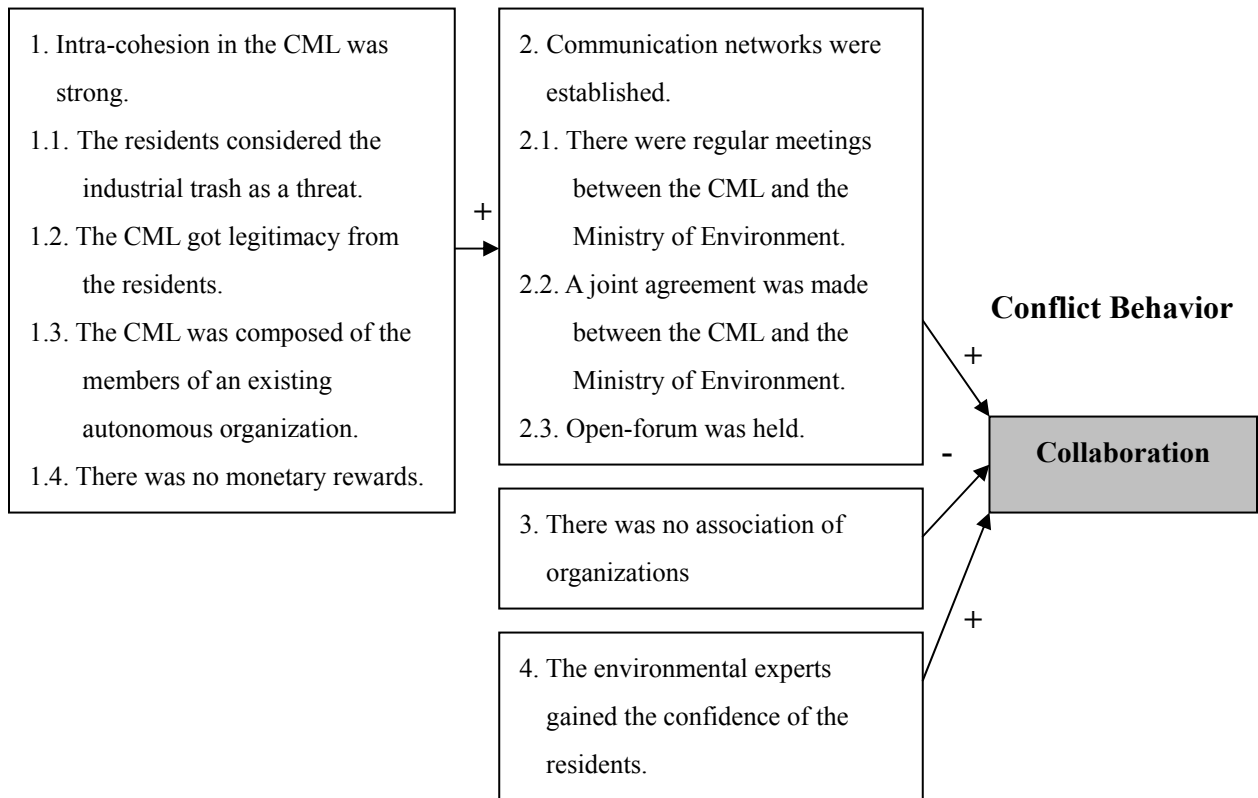 1. Intra-cohesion in the CML was
strong.
1.1. The residents considered the
industrial trash as a threat.
1.2. The CML got legitimacy from
the residents.
1.3. The CML was composed of the
members of an existing
autonomous organization.
1.4. There was no monetary rewards.
+
2. Communication networks were
established.
2.1. There were regular meetings
between the CML and the
Ministry of Environment.
2.2. A joint agreement was made
between the CML and the
Ministry of Environment.
2.3. Open-forum was held.
3. There was no association of
organizations
4. The environmental experts
gained the confidence of the
residents.
+
-
+
Conflict Behavior
Collaboration